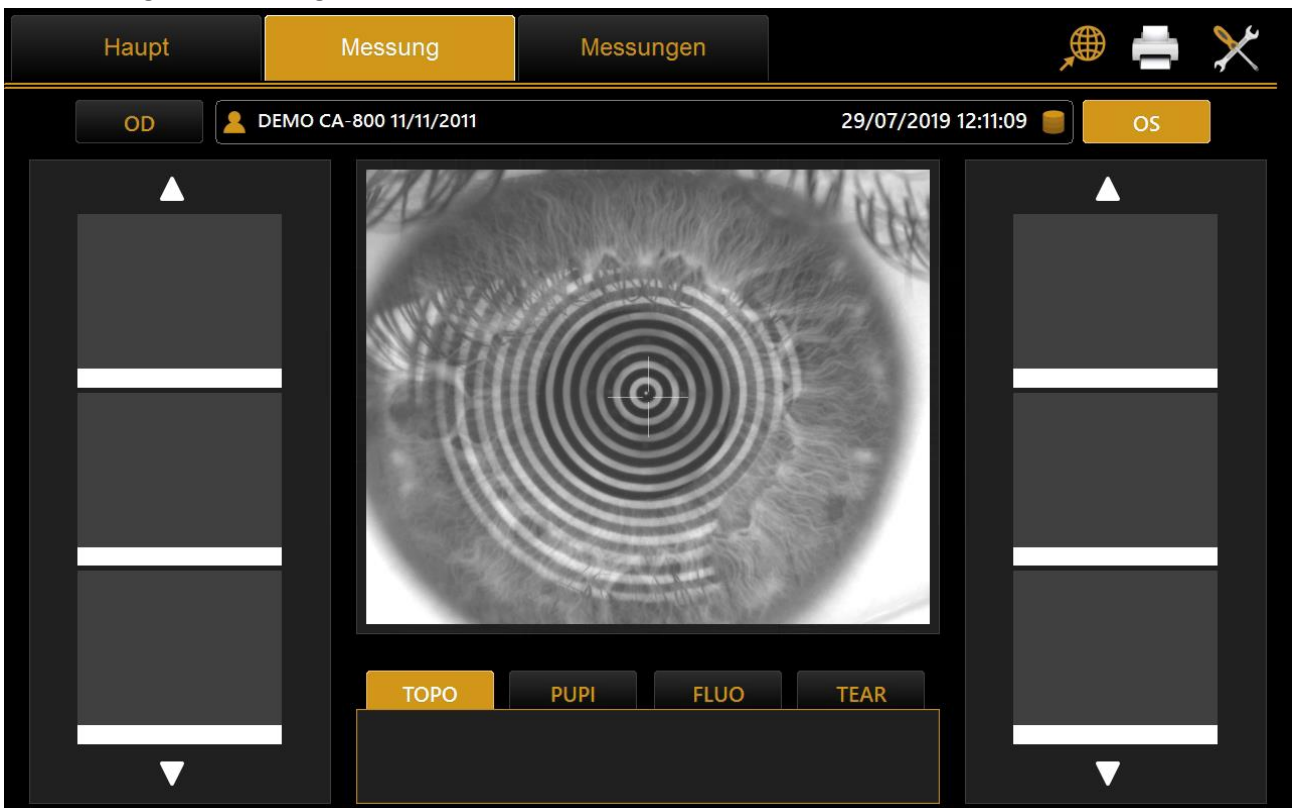 Haupt Messung Messungen
OD DEMO CA-800 11/11/2011 29/07/2019 12:11:09 OS
TOPO PUPI FLUO TEAR